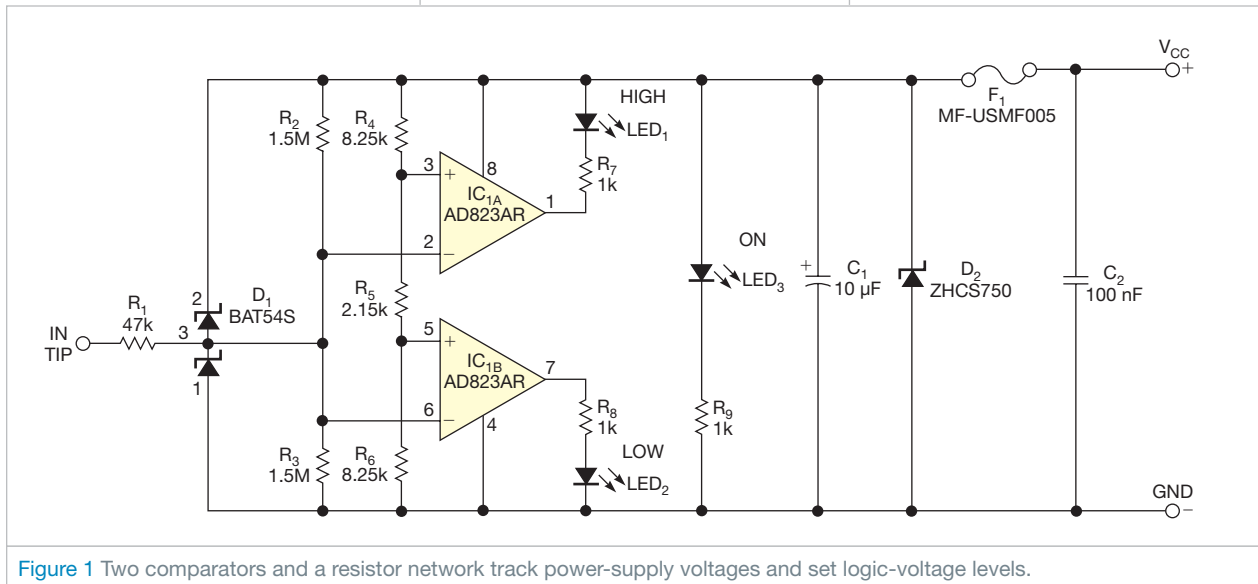 VCC
+
F1
MF-USMF005
HIGH
LED1
R2
1.5M
R4
8.25k
3
+
8
R7
1k
IC1A
AD823AR
1
2
−
ON
LED3
+
C1
10 µF
D2
ZHCS750
C2
100 nF
R5
2.15k
2
D1
BAT54S
R1
47k
IN
TIP
3
1
5
+
IC1B
AD823AR
7
6
−
4
R8
1k
R9
1k
R3
1.5M
R6
8.25k
LOW
LED2
GND
−
Figure 1 Two comparators and a resistor network track power-supply voltages and set logic-voltage levels.